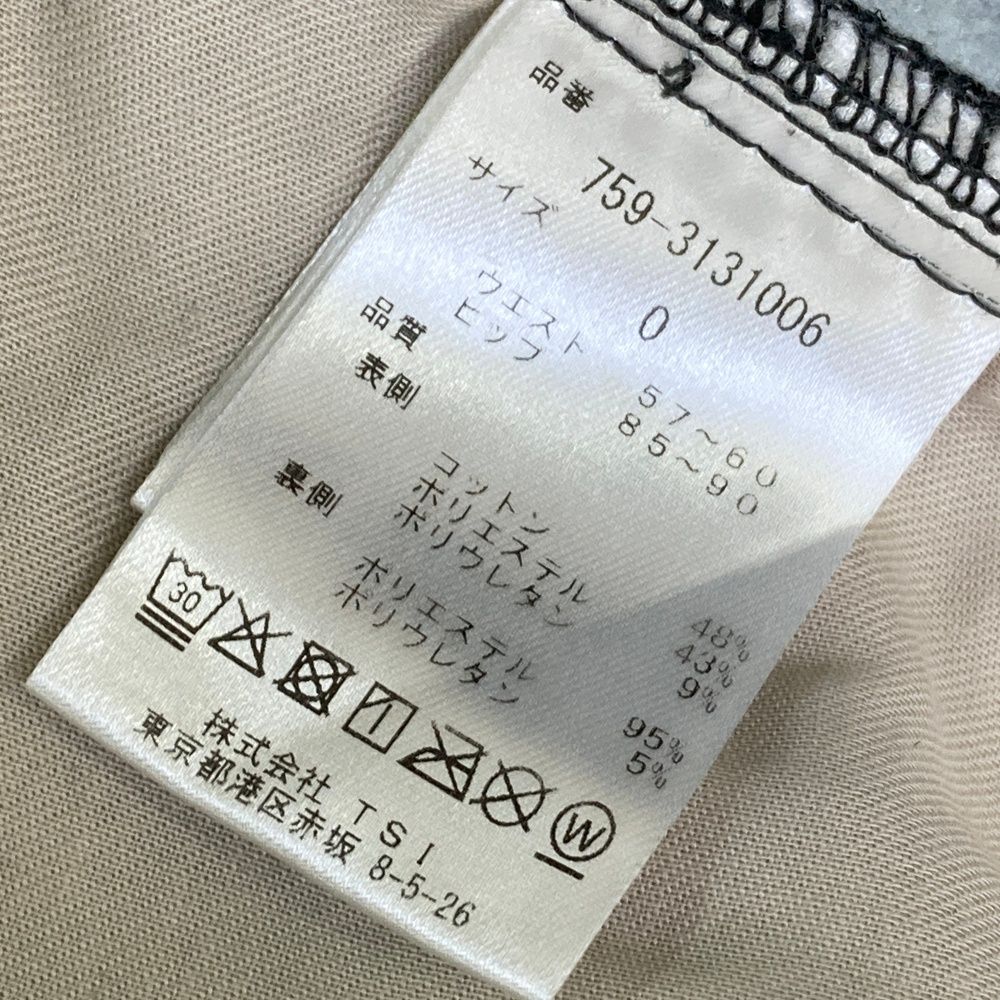 品番
759-3131006
サイズ
0
ウエスト 57～60
ヒップ 85～90
品質
表側
コットン 48%
ポリエステル 43%
ポリウレタン 9%
裏側
ポリエステル 95%
ポリウレタン 5%
30
W
株式会社 TSI
東京都港区赤坂 8-5-26